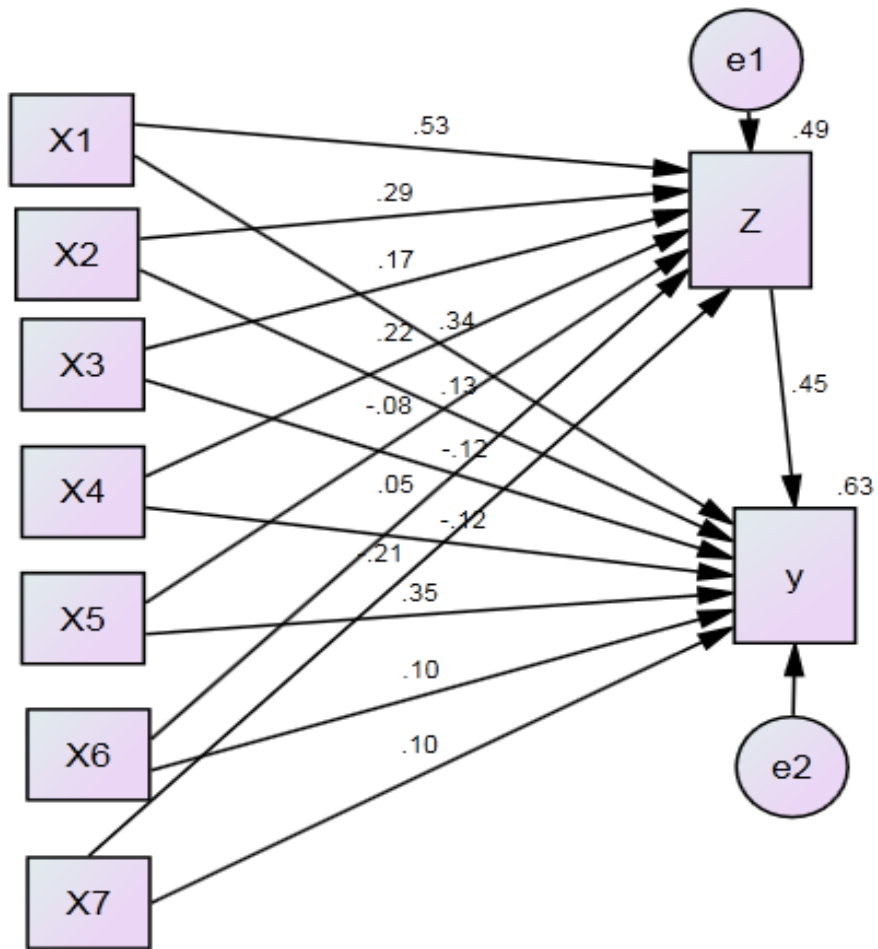 e1
.49
X1
.53
Z
.29
X2
.17
.34
.22
X3
.45
.13
-.08
-.12
.05
X4
.63
-.12
-.21
y
.35
X5
.10
X6
.10
e2
X7